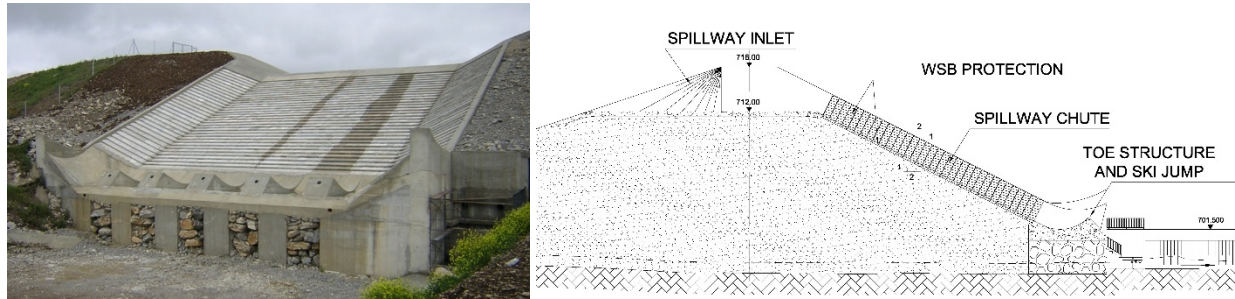 SPILLWAY INLET
716.00
WSB PROTECTION
712.00
SPILLWAY CHUTE
2
1
1
2
TOE STRUCTURE
AND SKI JUMP
701.500